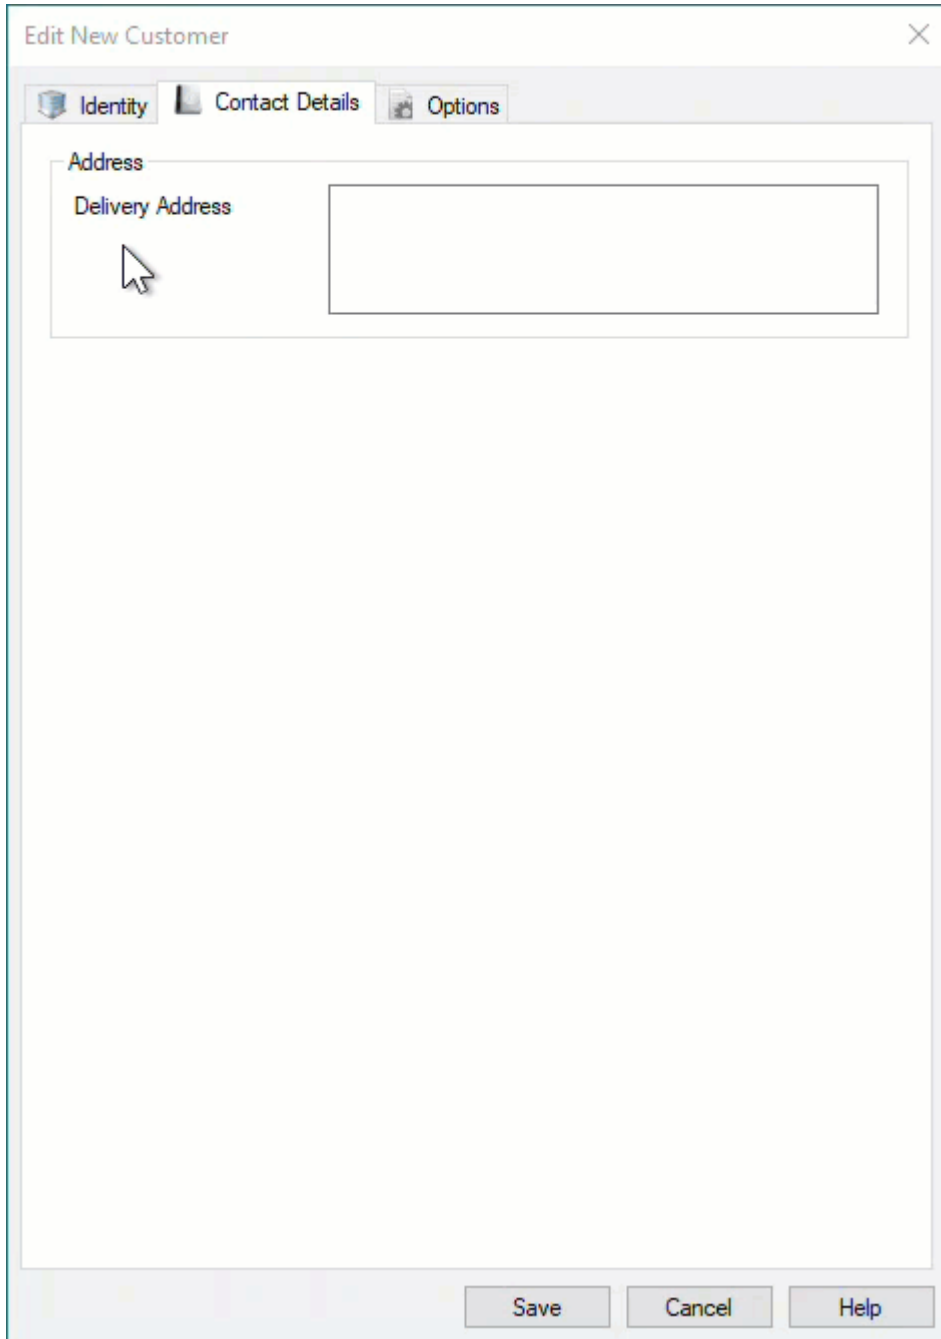 Edit New Customer
Identity Contact Details Options
Address
Delivery Address
Save Cancel Help